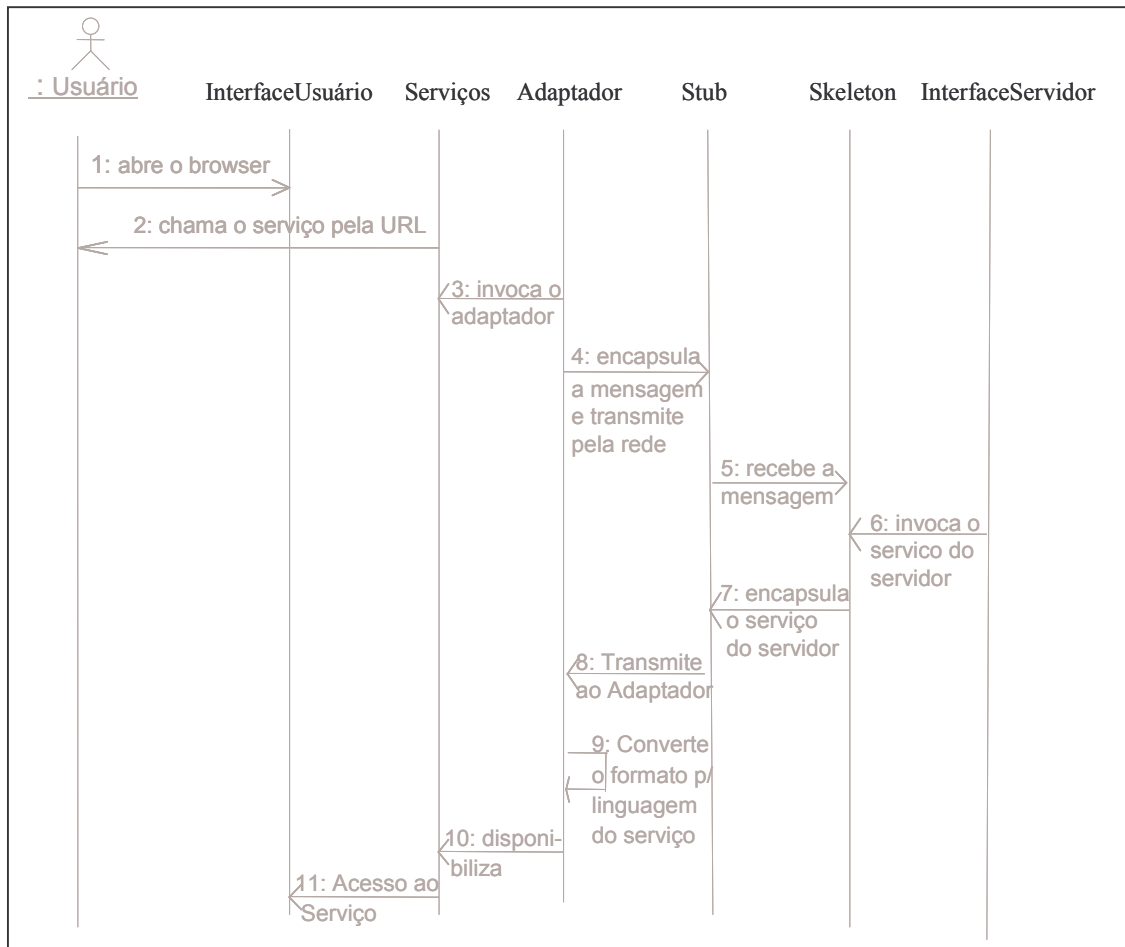 : Usuário
InterfaceUsuário Serviços Adaptador Stub Skeleton InterfaceServidor
1: abre o browser
2: chama o serviço pela URL
3: invoca o
adaptador
4: encapsula
a mensagem
e transmite
pela rede
5: recebe a
mensagem
6: invoca o
servico do
servidor
7: encapsula
o serviço
do servidor
8: Transmite
ao Adaptador
9: Converte
o formato p/
linguagem
do serviço
10: disponi-
biliza
11: Acesso ao
Serviço